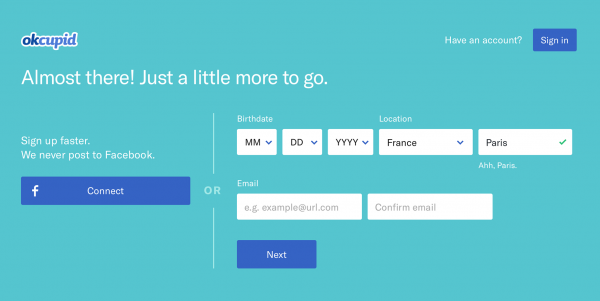 okcupid
Have an account? Sign in
Almost there! Just a little more to go.
Sign up faster.
We never post to Facebook.
f Connect
OR
Birthdate Location
MM DD YYYY France Paris
Ahh, Paris.
Email
e.g. example@url.com Confirm email
Next